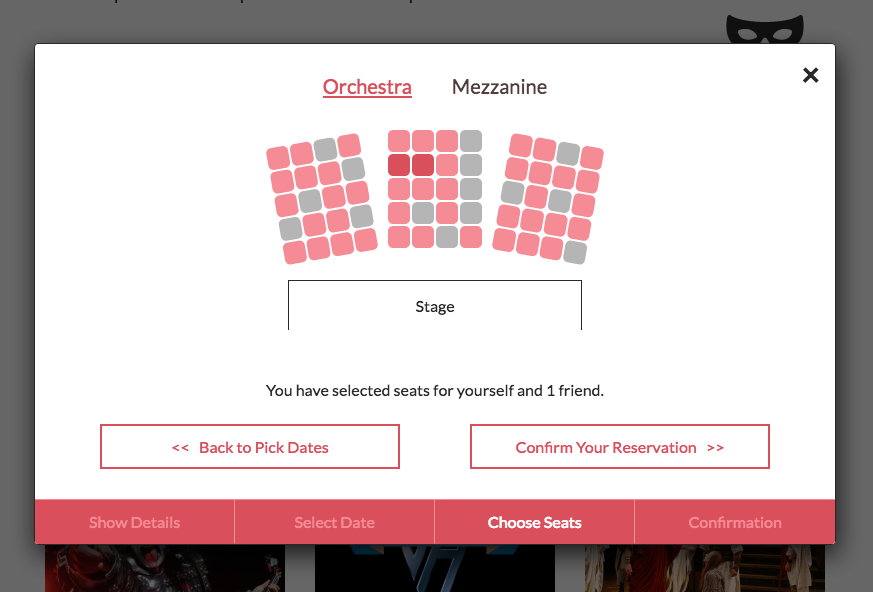 Orchestra
Mezzanine
Stage
You have selected seats for yourself and 1 friend.
<< Back to Pick Dates
Confirm Your Reservation >>
Show Details
Select Date
Choose Seats
Confirmation